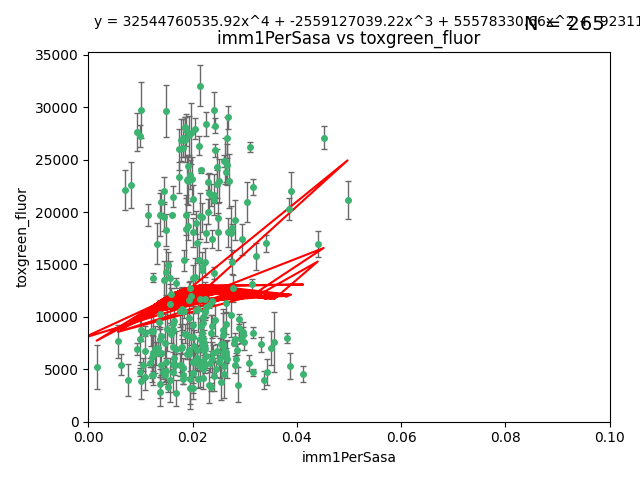 y = 32544760535.92x^4 + -2559127039.22x^3 + 55578330.
N = 265
imm1PerSasa vs toxgreen_fluor
35000
30000
25000
20000
15000
10000
5000
0
toxgreen_fluor
0.00 0.02 0.04 0.06 0.08 0.10
imm1PerSasa